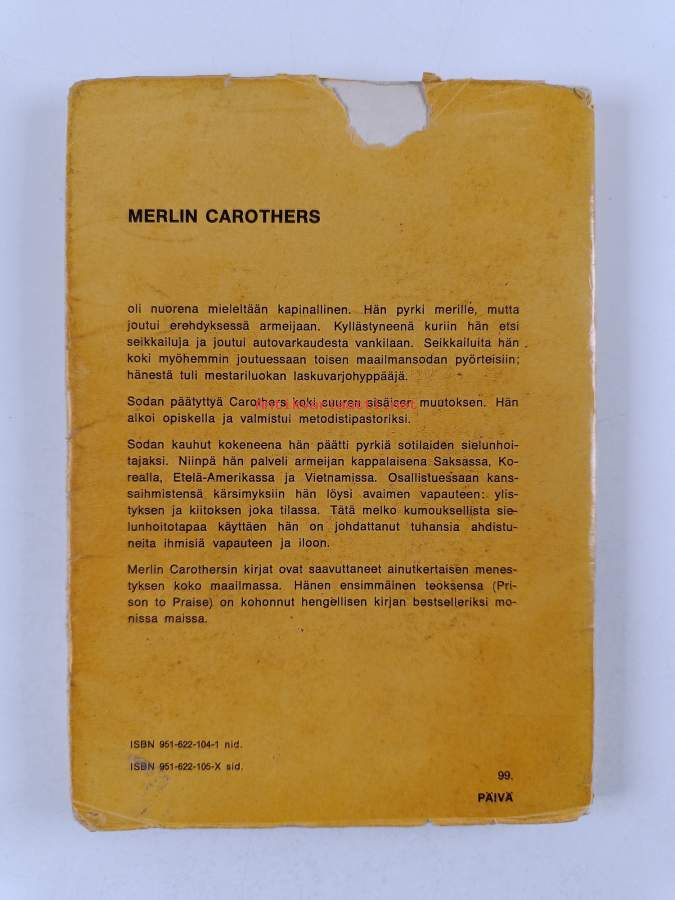 MERLIN CAROTHERS
oli nuorena mieleltään kapinallinen. Hän pyrki merille, mutta
joutui erehdyksessä armeijaan. Kyllästyneenä kuriin hän etsi
seikkailuja ja joutui autovarkaudesta vankilaan. Seikkailuita hän
koki myöhemmin joutuessaan toisen maailmansodan pyörteisiin;
hänestä tuli mestariluokan laskuvarjohyppääjä.
Sodan päätyttyä Carothers koki suuren sisäisen muutoksen. Hän
alkoi opiskella ja valmistui metodistipastoriksi.
Sodan kauhut kokeneena hän päätti pyrkiä sotilaiden sielunhoi-
tajaksi. Niinpä hän palveli armeijan kappalaisena Saksassa, Ko-
realla, Etelä-Amerikassa ja Vietnamissa. Osallistuessaan kans-
saihmistensä kärsimyksiin hän löysi avaimen vapauteen: ylis-
tyksen ja kiitoksen joka tilassa. Tätä melko kumouksellista sie-
lunhoitotapaa käyttäen hän on johdattanut tuhansia ahdistu-
neita ihmisiä vapauteen ja iloon.
Merlin Carothersin kirjat ovat saavuttaneet ainutkertaisen menes-
tyksen koko maailmassa. Hänen ensimmäinen teoksensa (Pri-
son to Praise) on kohonnut hengellisen kirjan bestselleriksi mo-
nissa maissa.
ISBN 951-622-104-1 nid.
ISBN 951-622-105-X sid.
99.
PÄIVÄ